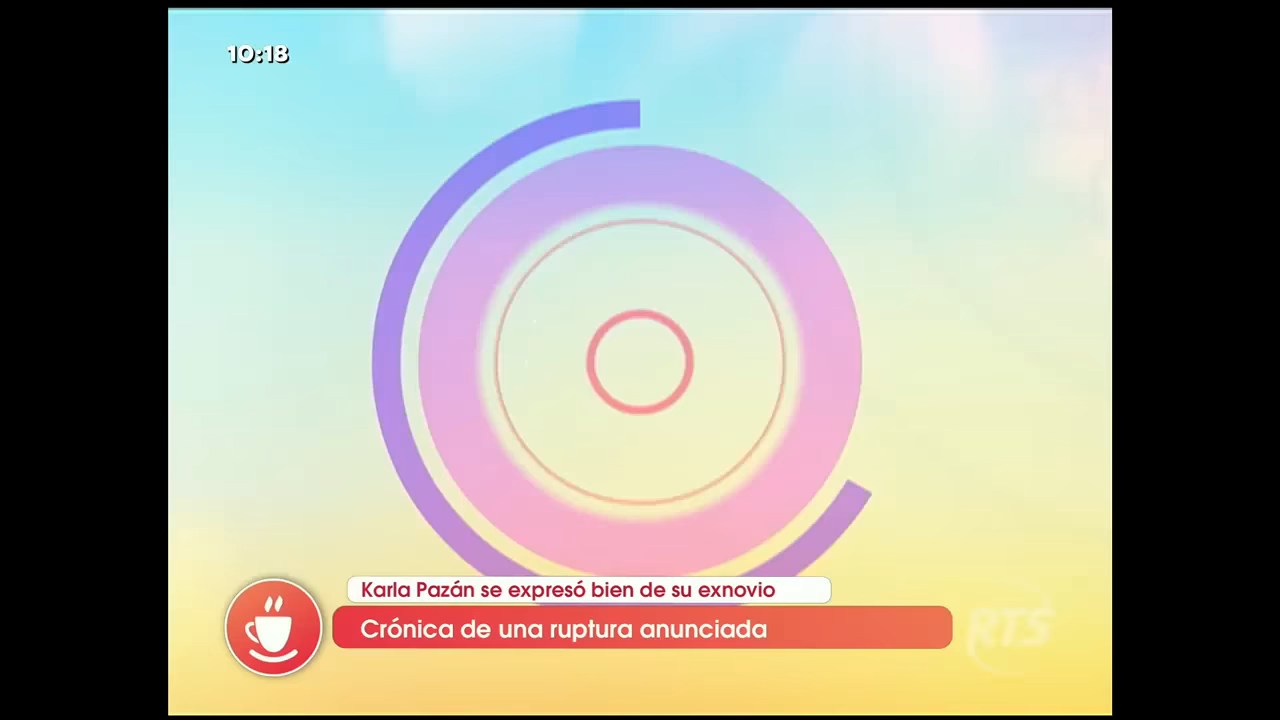 10:18
Karla Pazán se expresó bien de su exnovio
Crónica de una ruptura anunciada
RTS